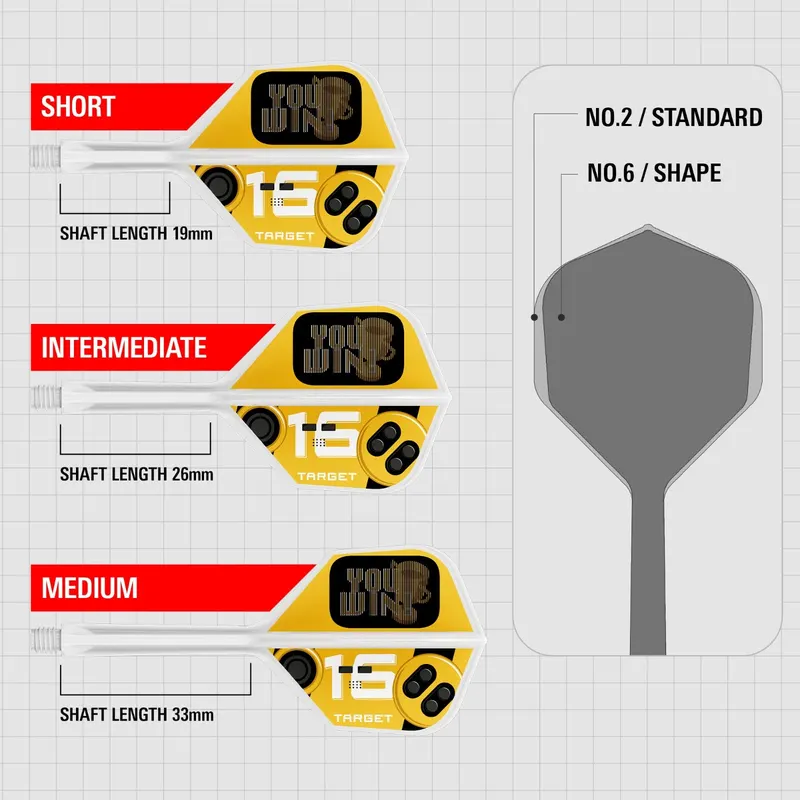 SHORT
YOU
WIN!
16
TARGET
SHAFT LENGTH 19mm
INTERMEDIATE
YOU
WIN!
16
TARGET
SHAFT LENGTH 26mm
MEDIUM
YOU
WIN!
16
TARGET
SHAFT LENGTH 33mm
NO.2 / STANDARD
NO.6 / SHAPE